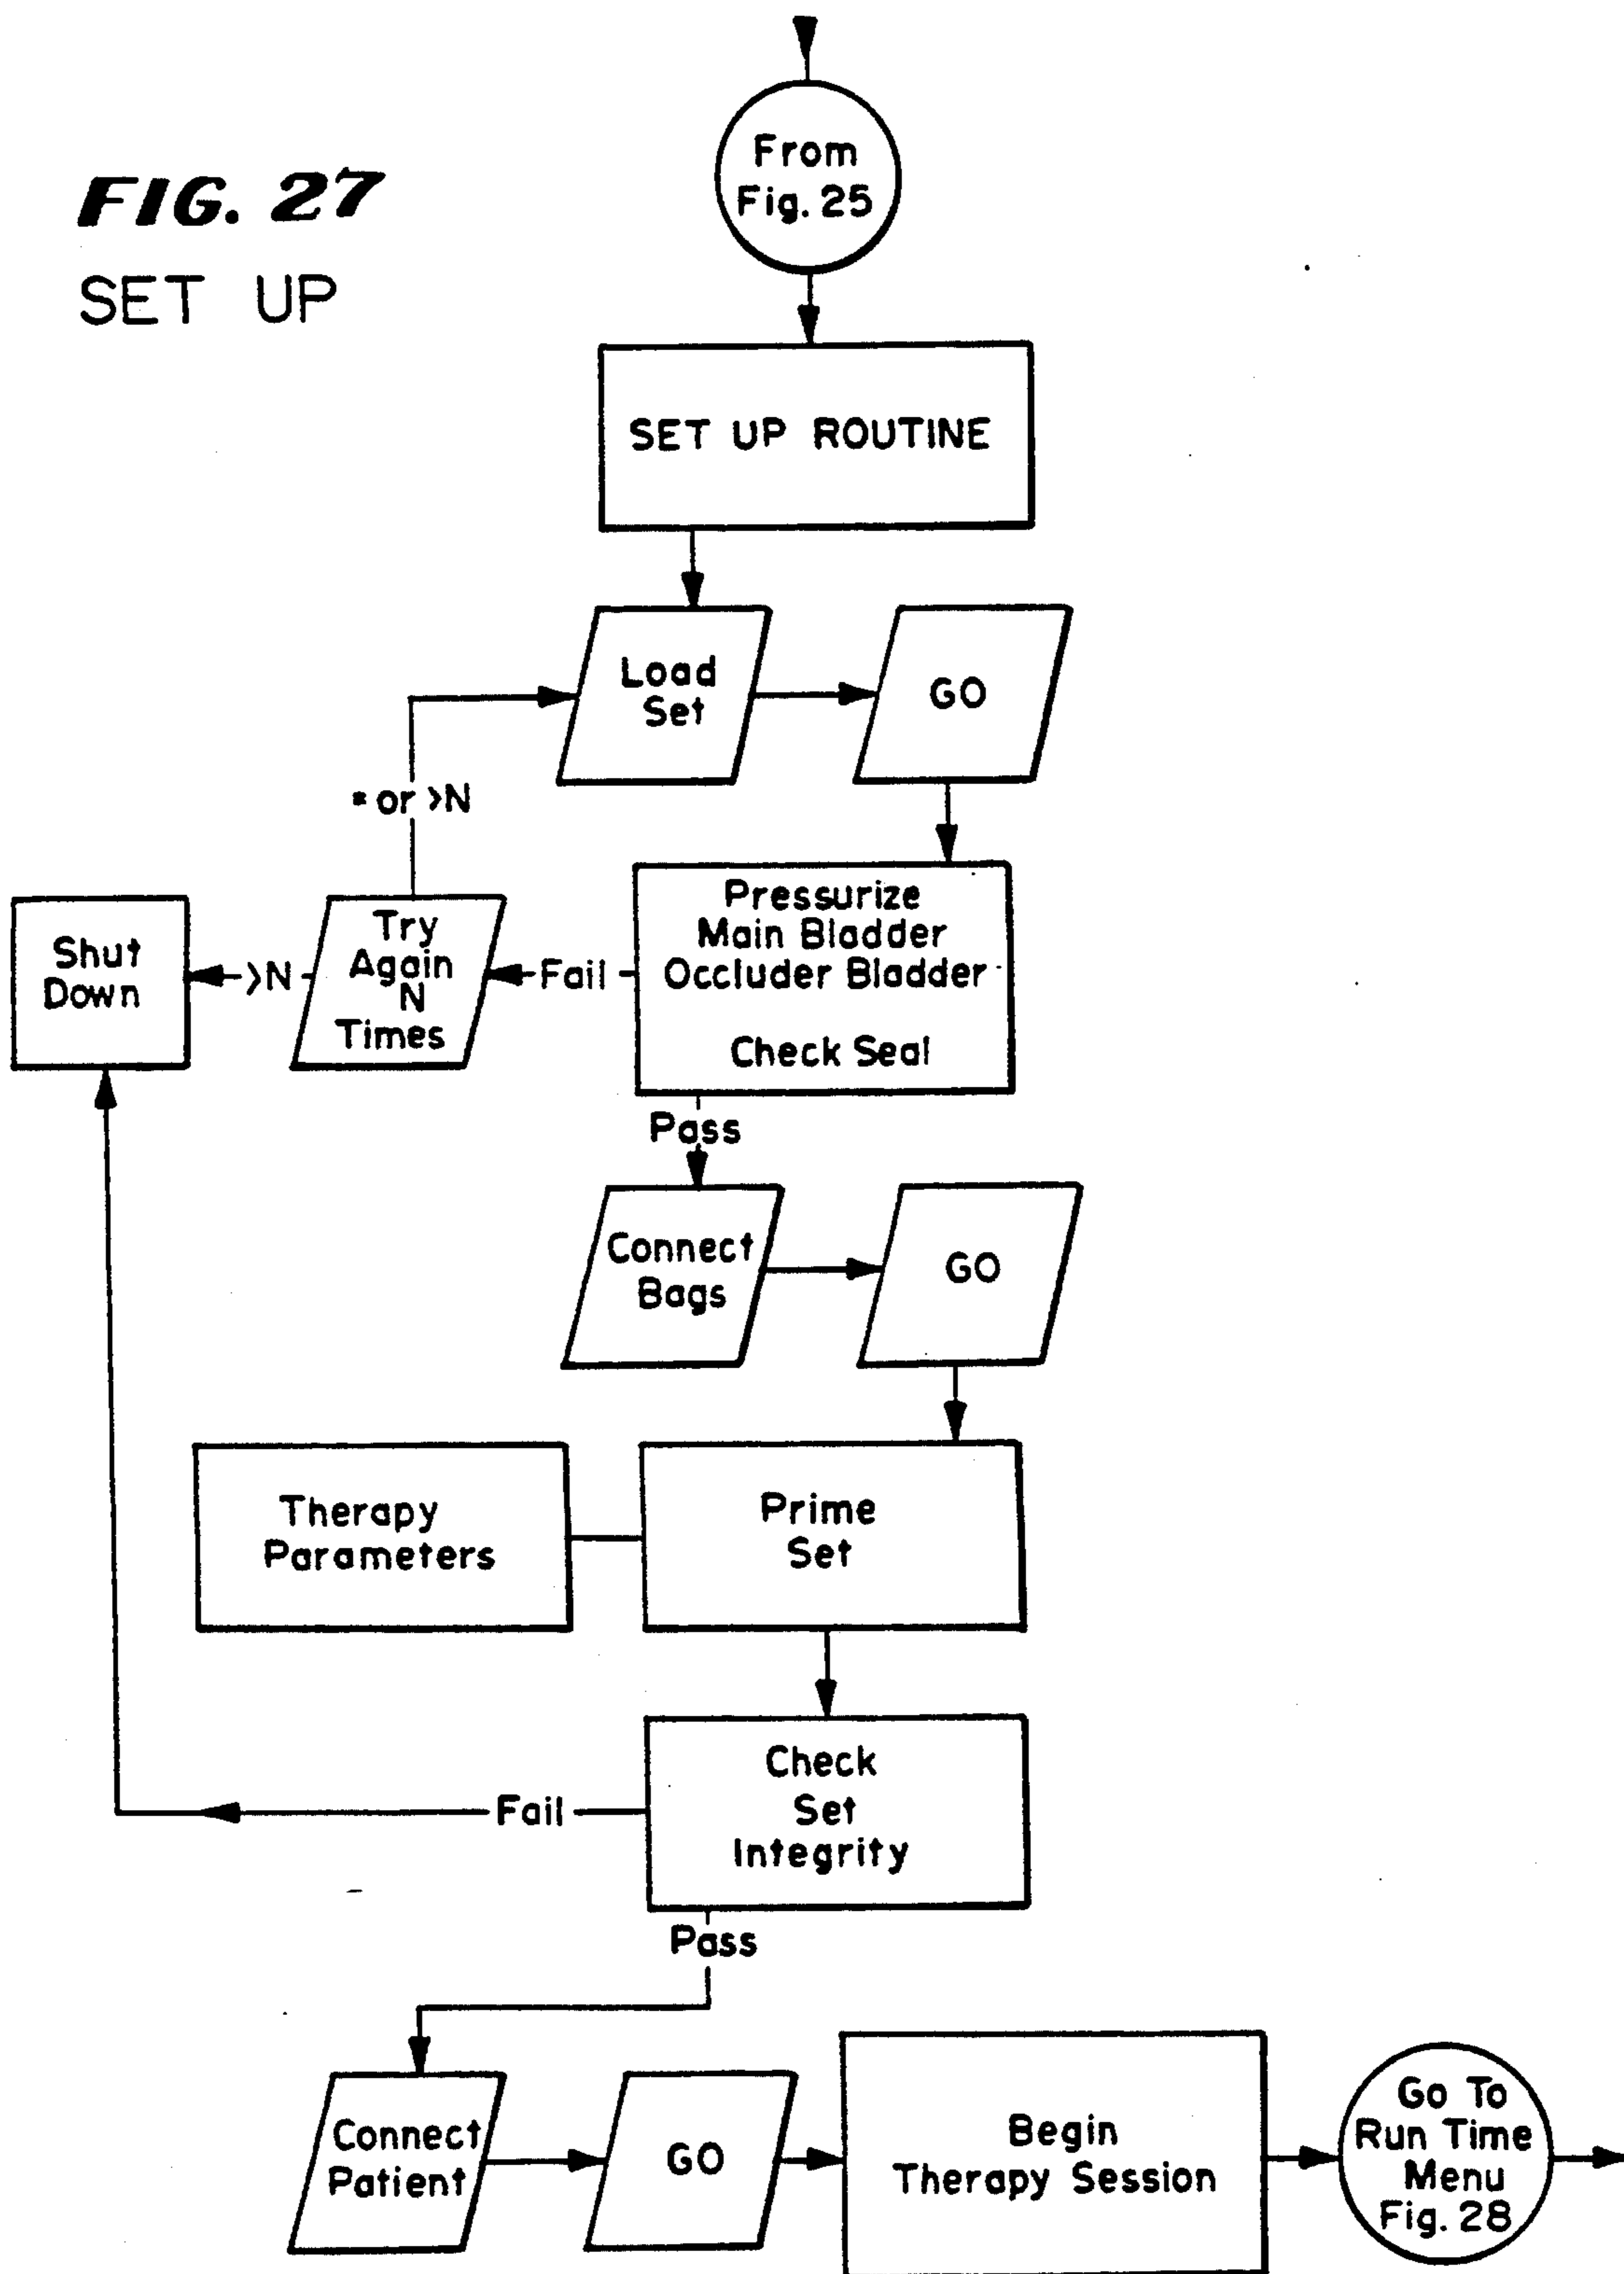 From
Fig. 25
FIG. 27
SET UP
SET UP ROUTINE
Load
Set
GO
= or >N
Shut
Down
>N
Try
Again
N
Times
Fail
Pressurize
Main Bladder
Occluder Bladder
Check Seal
Pass
Connect
Bags
GO
Therapy
Parameters
Prime
Set
Check
Set
Integrity
Fail
Pass
Connect
Patient
GO
Begin
Therapy Session
Go To
Run Time
Menu
Fig. 28